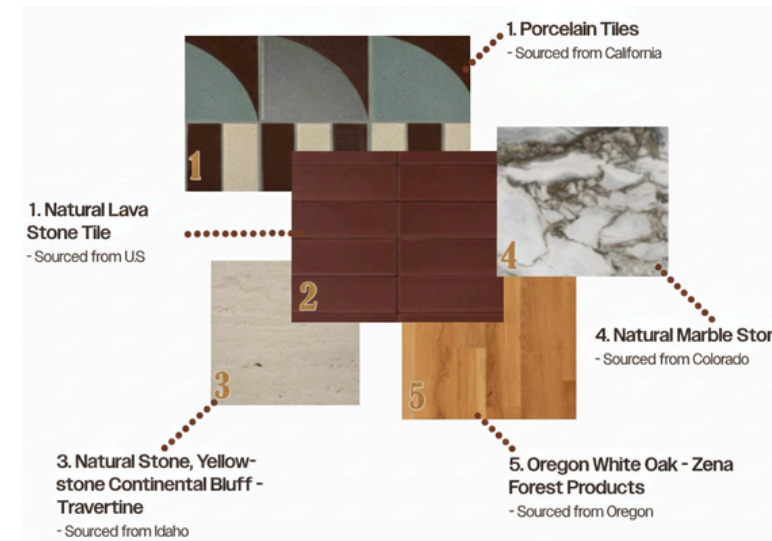 1. Porcelain Tiles
- Sourced from California
1
1. Natural Lava
Stone Tile
- Sourced from U.S
2
4
4. Natural Marble Ston
- Sourced from Colorado
3
5
3. Natural Stone, Yellow-
stone Continental Bluff -
Travertine
- Sourced from Idaho
5. Oregon White Oak - Zena
Forest Products
- Sourced from Oregon